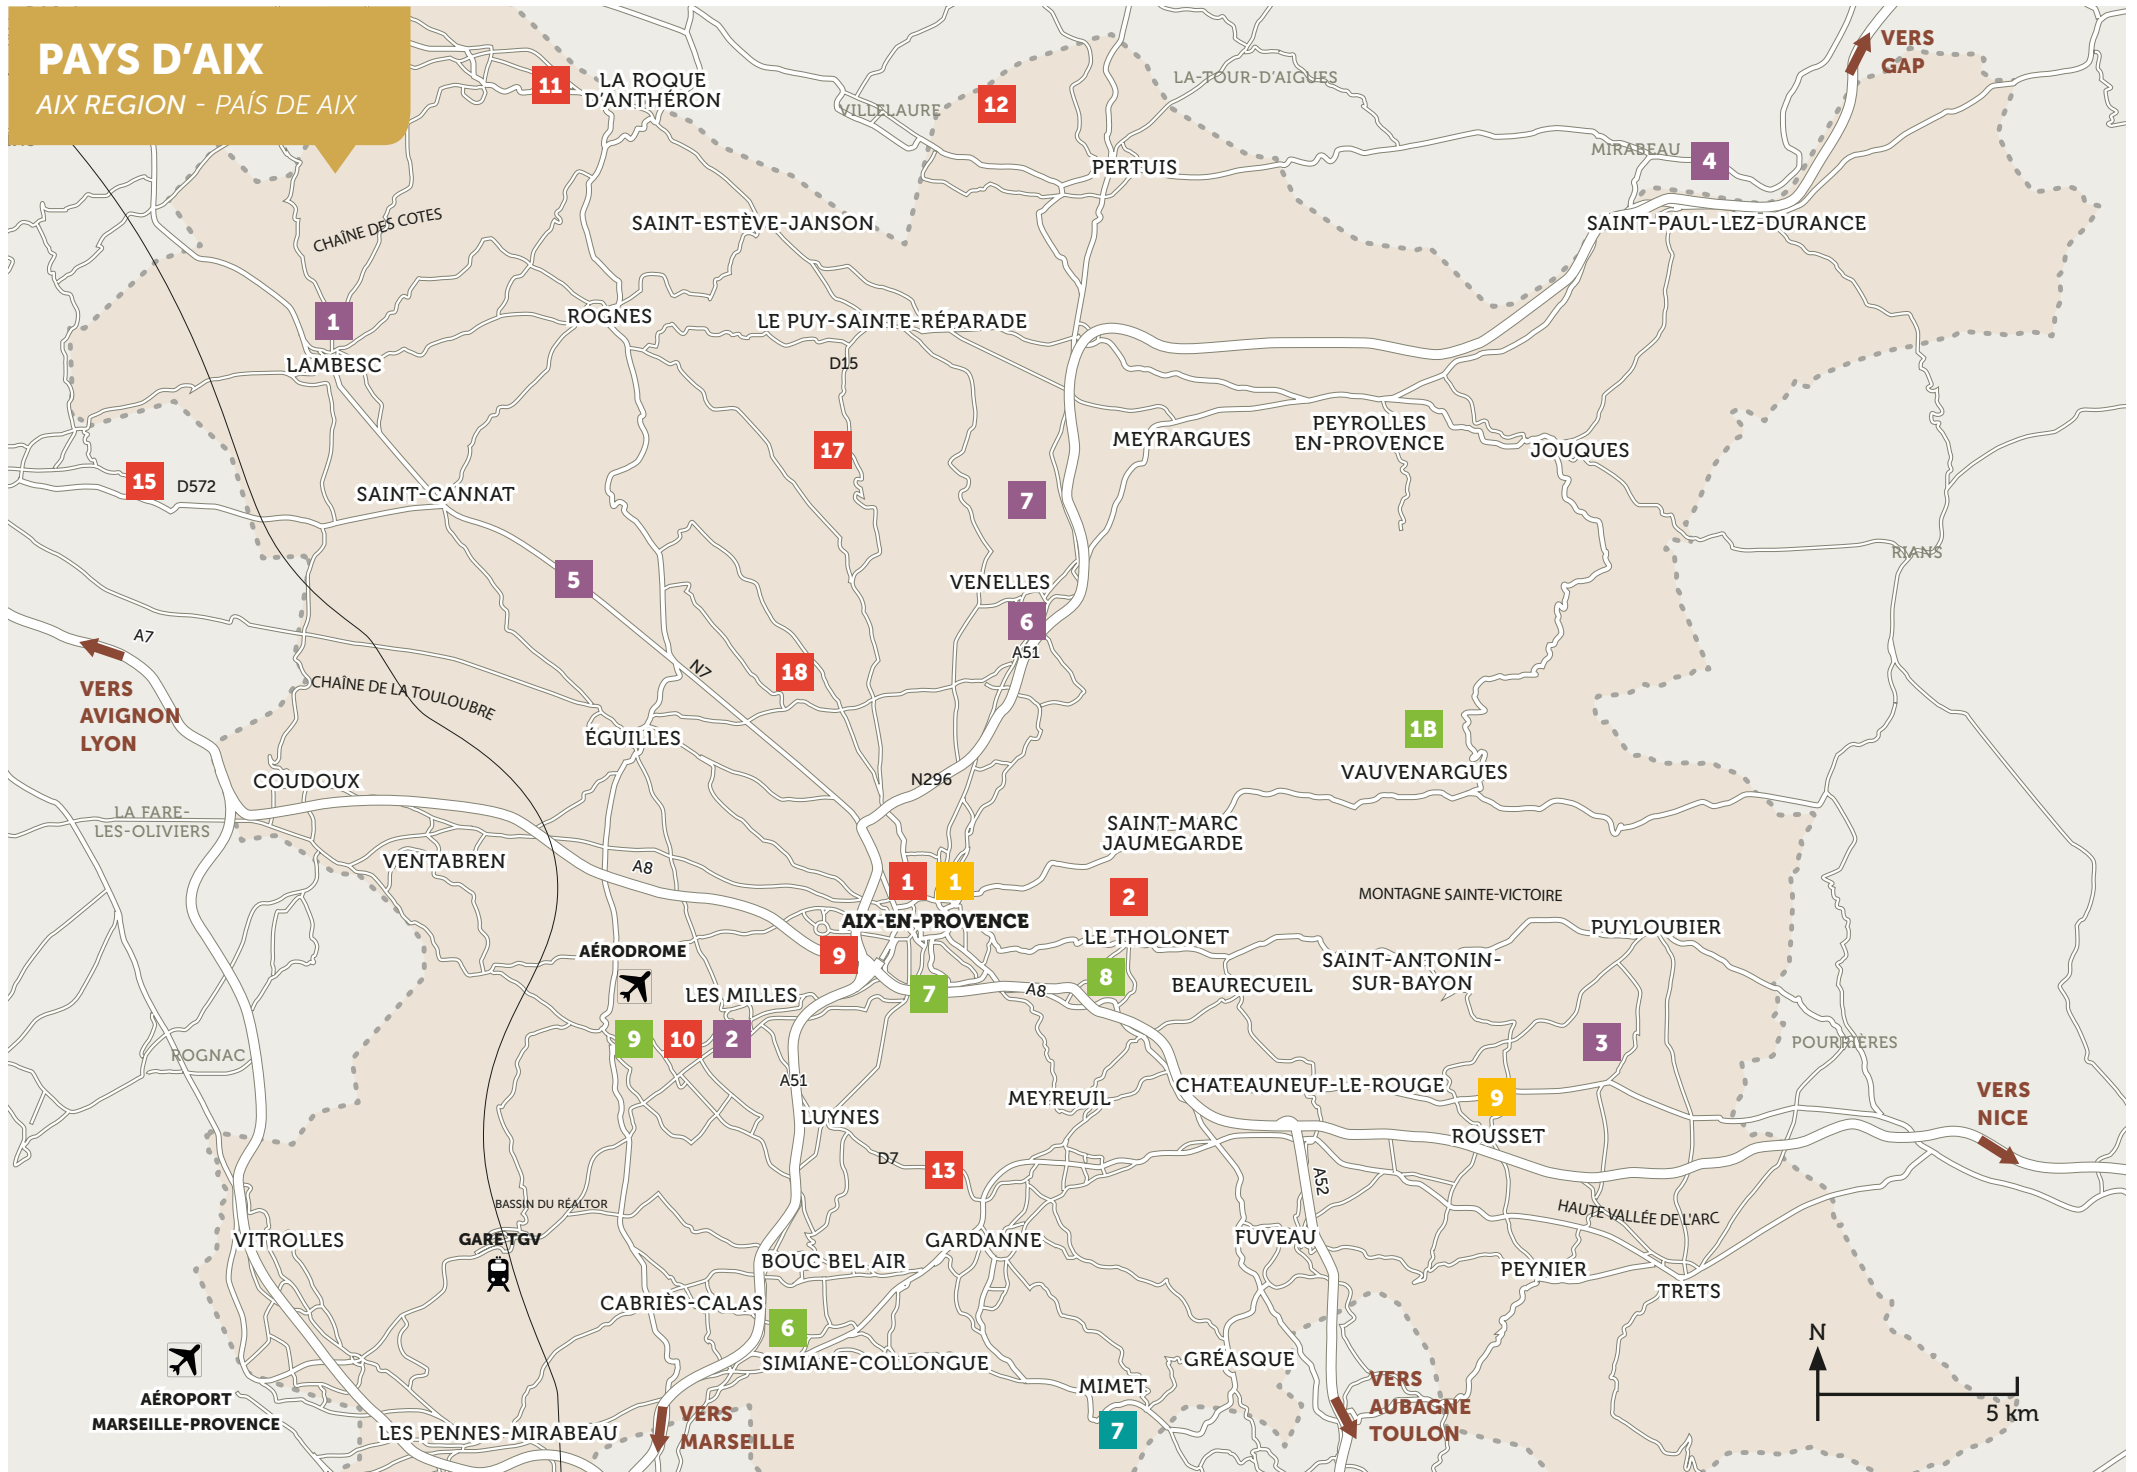 PAYS D'AIX
AIX REGION - PAÍS DE AIX
VERS
GAP
11
LA ROQUE
D'ANTHÉRON
12
LA-TOUR-D'AIGUES
VILLELAURE
PERTUIS
MIRABEAU
4
CHAÎNE DES COTES
SAINT-ESTÈVE-JANSON
SAINT-PAUL-LEZ-DURANCE
1
ROGNES
LE PUY-SAINTE-RÉPARADE
LAMBESC
D15
PEYROLLES
EN-PROVENCE
MEYRARGUES
JOUQUES
17
15
D572
SAINT-CANNAT
7
RIANS
5
VENELLES
6
A51
A7
VERS
AVIGNON
LYON
N7
18
CHAÎNE DE LA TOULOUBRE
ÉGUILLES
1B
VAUVENARGUES
COUDOUX
N296
LA FARE-
LES-OLIVIERS
SAINT-MARC
JAUMEGARDE
VENTABREN
A8
1
1
2
MONTAGNE SAINTE-VICTOIRE
AIX-EN-PROVENCE
PUYLOUBIER
LE THOLONET
AÉRODROME
9
SAINT-ANTONIN-
SUR-BAYON
8
BEAURECUEIL
LES MILLES
7
A8
9
10
2
3
POURRIÈRES
ROGNAC
A51
CHATEAUNEUF-LE-ROUGE
MEYREUIL
9
VERS
NICE
LUYNES
ROUSSET
D7
13
A52
BASSIN DU RÉALTOR
HAUTE VALLÉE DE L'ARC
VITROLLES
GARE TGV
GARDANNE
FUVEAU
BOUC BEL AIR
PEYNIER
TRETS
CABRIÈS-CALAS
6
N
SIMIANE-COLLONGUE
GRÉASQUE
MIMET
AÉROPORT
MARSEILLE-PROVENCE
VERS
AUBAGNE
TOULON
5 km
LES PENNES-MIRABEAU
VERS
MARSEILLE
7